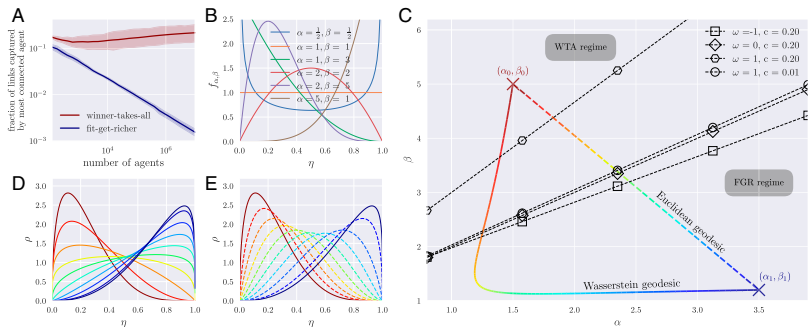 A
fraction of links captured
by most connected agent
10⁻¹
10⁻²
10⁻³
10⁴
10⁶
number of agents
winner-takes-all
fit-get-richer
B
f_{α,β}
2.5
2.0
1.5
1.0
0.5
0.0
0.0 0.2 0.4 0.6 0.8 1.0
η
α = 1/2, β = 1/2
α = 1, β = 1
α = 1, β = 3
α = 2, β = 2
α = 2, β = 5
α = 5, β = 1
C
β
6
5
4
3
2
1
1.0 1.5 2.0 2.5 3.0 3.5
α
WTA regime
FGR regime
(α₀, β₀)
(α₁, β₁)
Euclidean geodesic
Wasserstein geodesic
ω = -1, c = 0.20
ω = 0, c = 0.20
ω = 1, c = 0.20
ω = 1, c = 0.01
D
ρ
3.0
2.5
2.0
1.5
1.0
0.5
0.0
0.0 0.2 0.4 0.6 0.8 1.0
η
E
ρ
3.0
2.5
2.0
1.5
1.0
0.5
0.0
0.0 0.2 0.4 0.6 0.8 1.0
η